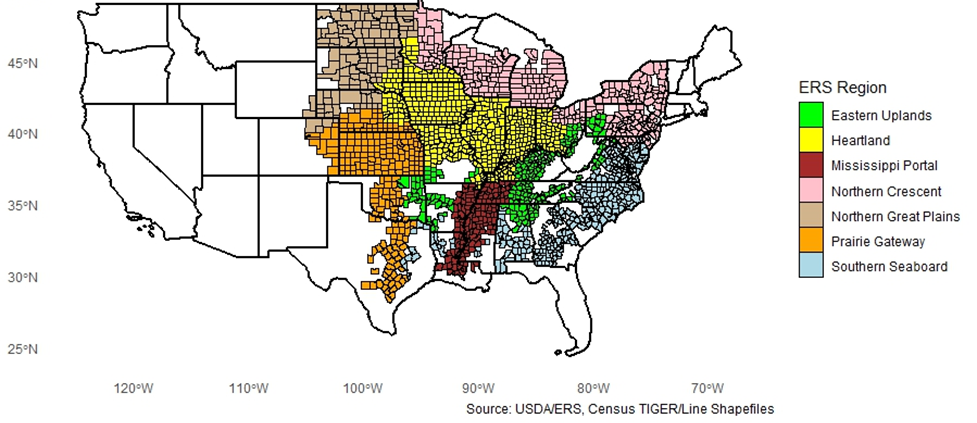 45°N
40°N
35°N
30°N
25°N
120°W 110°W 100°W 90°W 80°W 70°W
Source: USDA/ERS, Census TIGER/Line Shapefiles
ERS Region
Eastern Uplands
Heartland
Mississippi Portal
Northern Crescent
Northern Great Plains
Prairie Gateway
Southern Seaboard